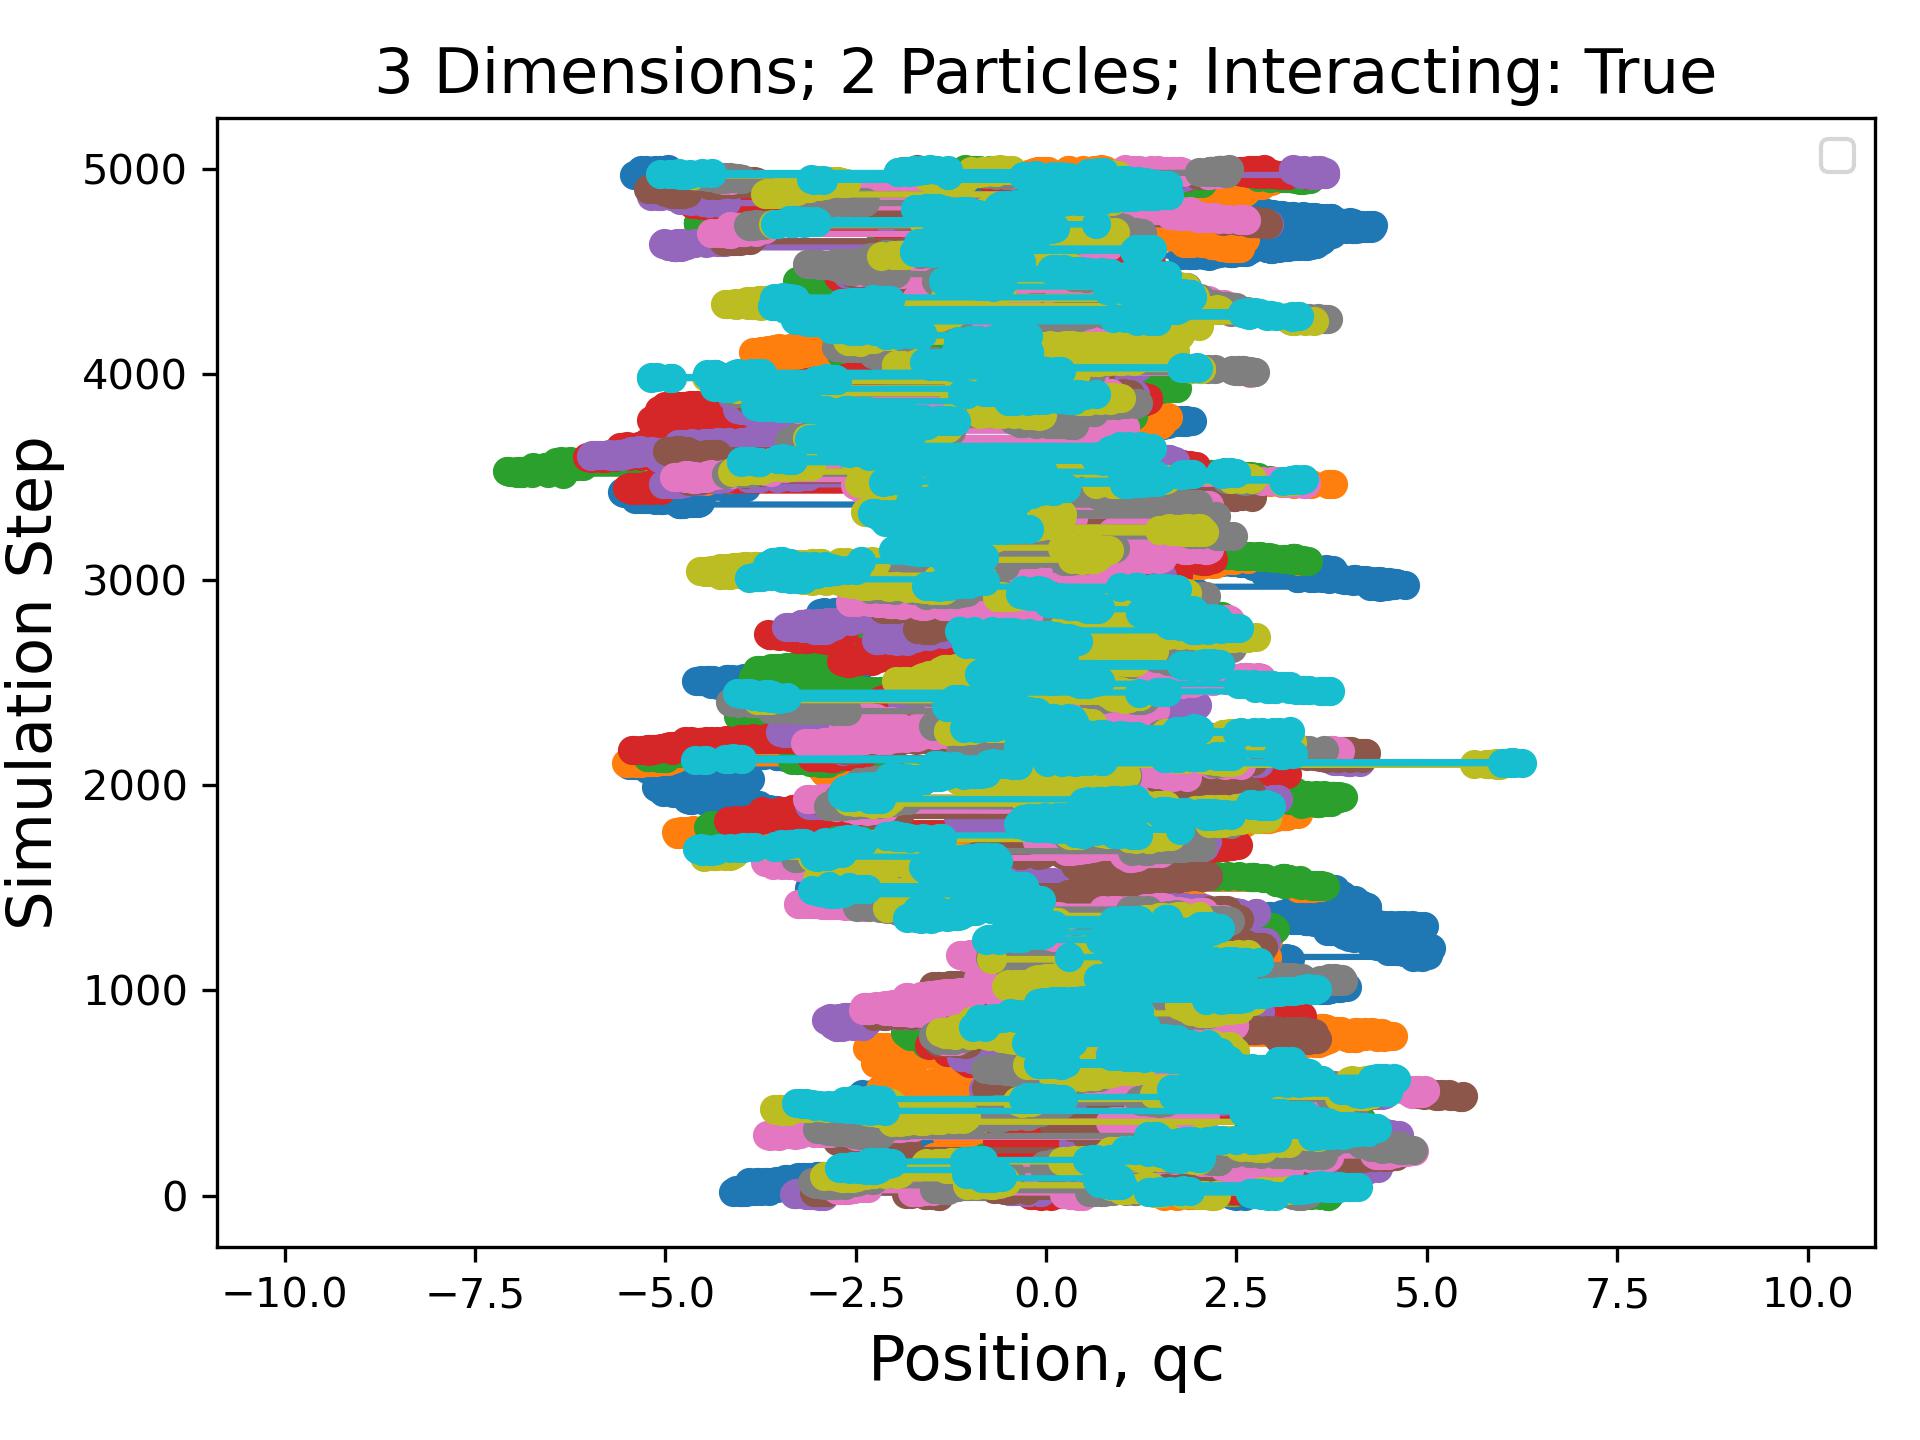 3 Dimensions; 2 Particles; Interacting: True
Simulation Step
5000
4000
3000
2000
1000
0
−10.0 −7.5 −5.0 −2.5 0.0 2.5 5.0 7.5 10.0
Position, qc